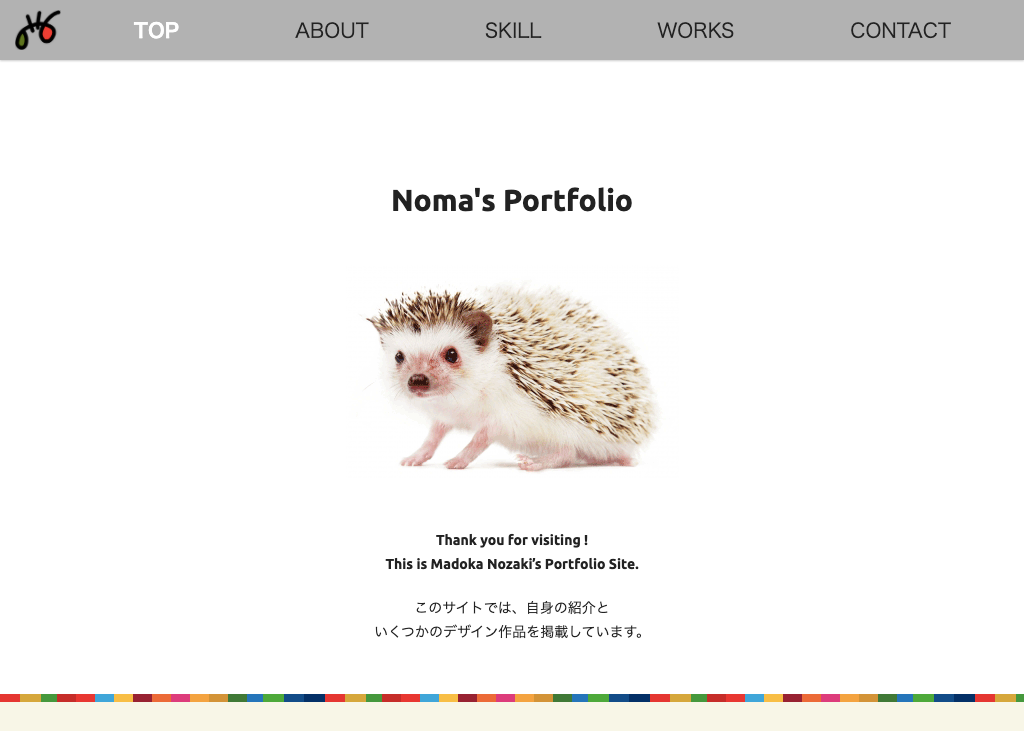 TOP
ABOUT
SKILL
WORKS
CONTACT
Noma's Portfolio
Thank you for visiting !
This is Madoka Nozaki’s Portfolio Site.
このサイトでは、自身の紹介と
いくつかのデザイン作品を掲載しています。